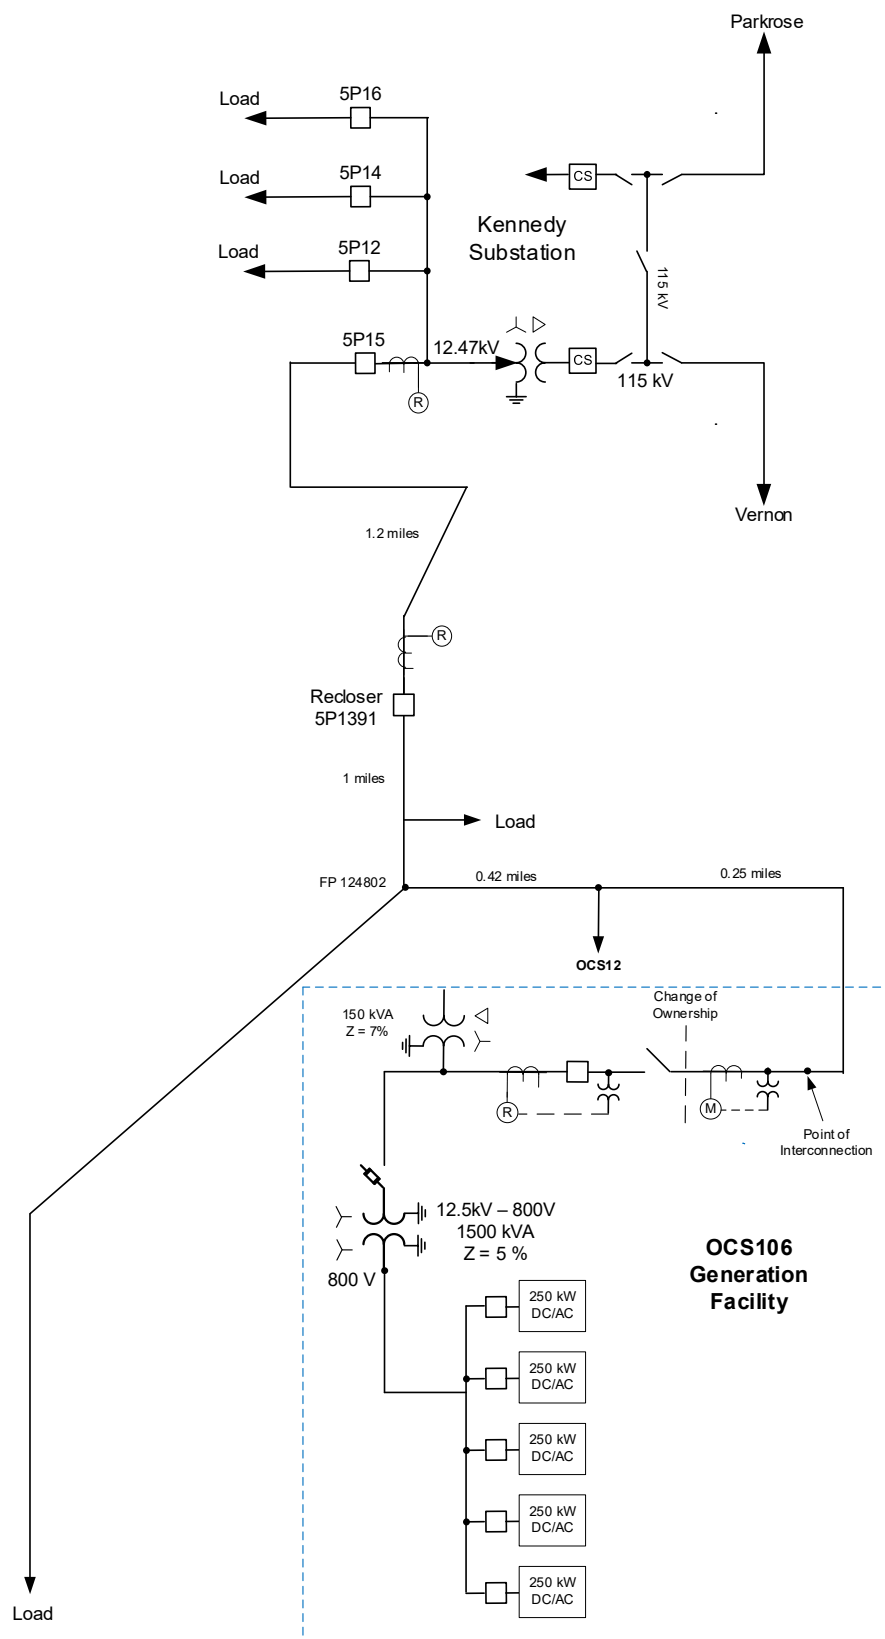 Parkrose
5P16
Load
5P14
Load
CS
Kennedy
Substation
5P12
Load
115 kV
5P15
12.47kV
CS
115 kV
R
Vernon
1.2 miles
R
Recloser
5P1391
1 miles
Load
FP 124802
0.42 miles
0.25 miles
OCS12
Change of
Ownership
150 kVA
Z = 7%
R
M
Point of
Interconnection
12.5kV – 800V
1500 kVA
Z = 5 %
800 V
OCS106
Generation
Facility
250 kW
DC/AC
250 kW
DC/AC
250 kW
DC/AC
250 kW
DC/AC
250 kW
DC/AC
Load